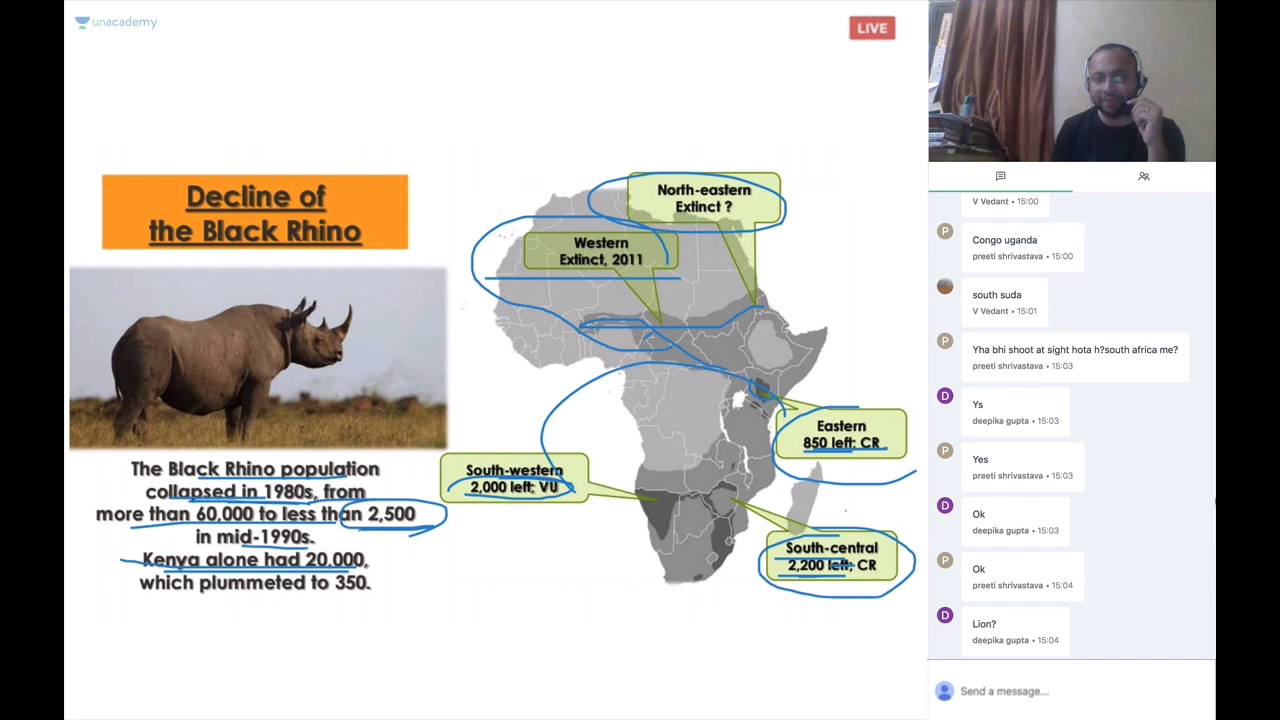 unacademy
LIVE
Decline of
the Black Rhino
North-eastern
Extinct ?
Western
Extinct, 2011
Eastern
850 left; CR
South-western
2,000 left; VU
South-central
2,200 left; CR
The Black Rhino population
collapsed in 1980s, from
more than 60,000 to less than 2,500
in mid-1990s.
Kenya alone had 20,000,
which plummeted to 350.
V Vedant • 15:00
P
Congo uganda
preeti shrivastava • 15:00
south suda
V Vedant • 15:01
P
Yha bhi shoot at sight hota h?south africa me?
preeti shrivastava • 15:03
D
Ys
deepika gupta • 15:03
P
Yes
preeti shrivastava • 15:03
D
Ok
deepika gupta • 15:03
P
Ok
preeti shrivastava • 15:04
D
Lion?
deepika gupta • 15:04
Send a message...